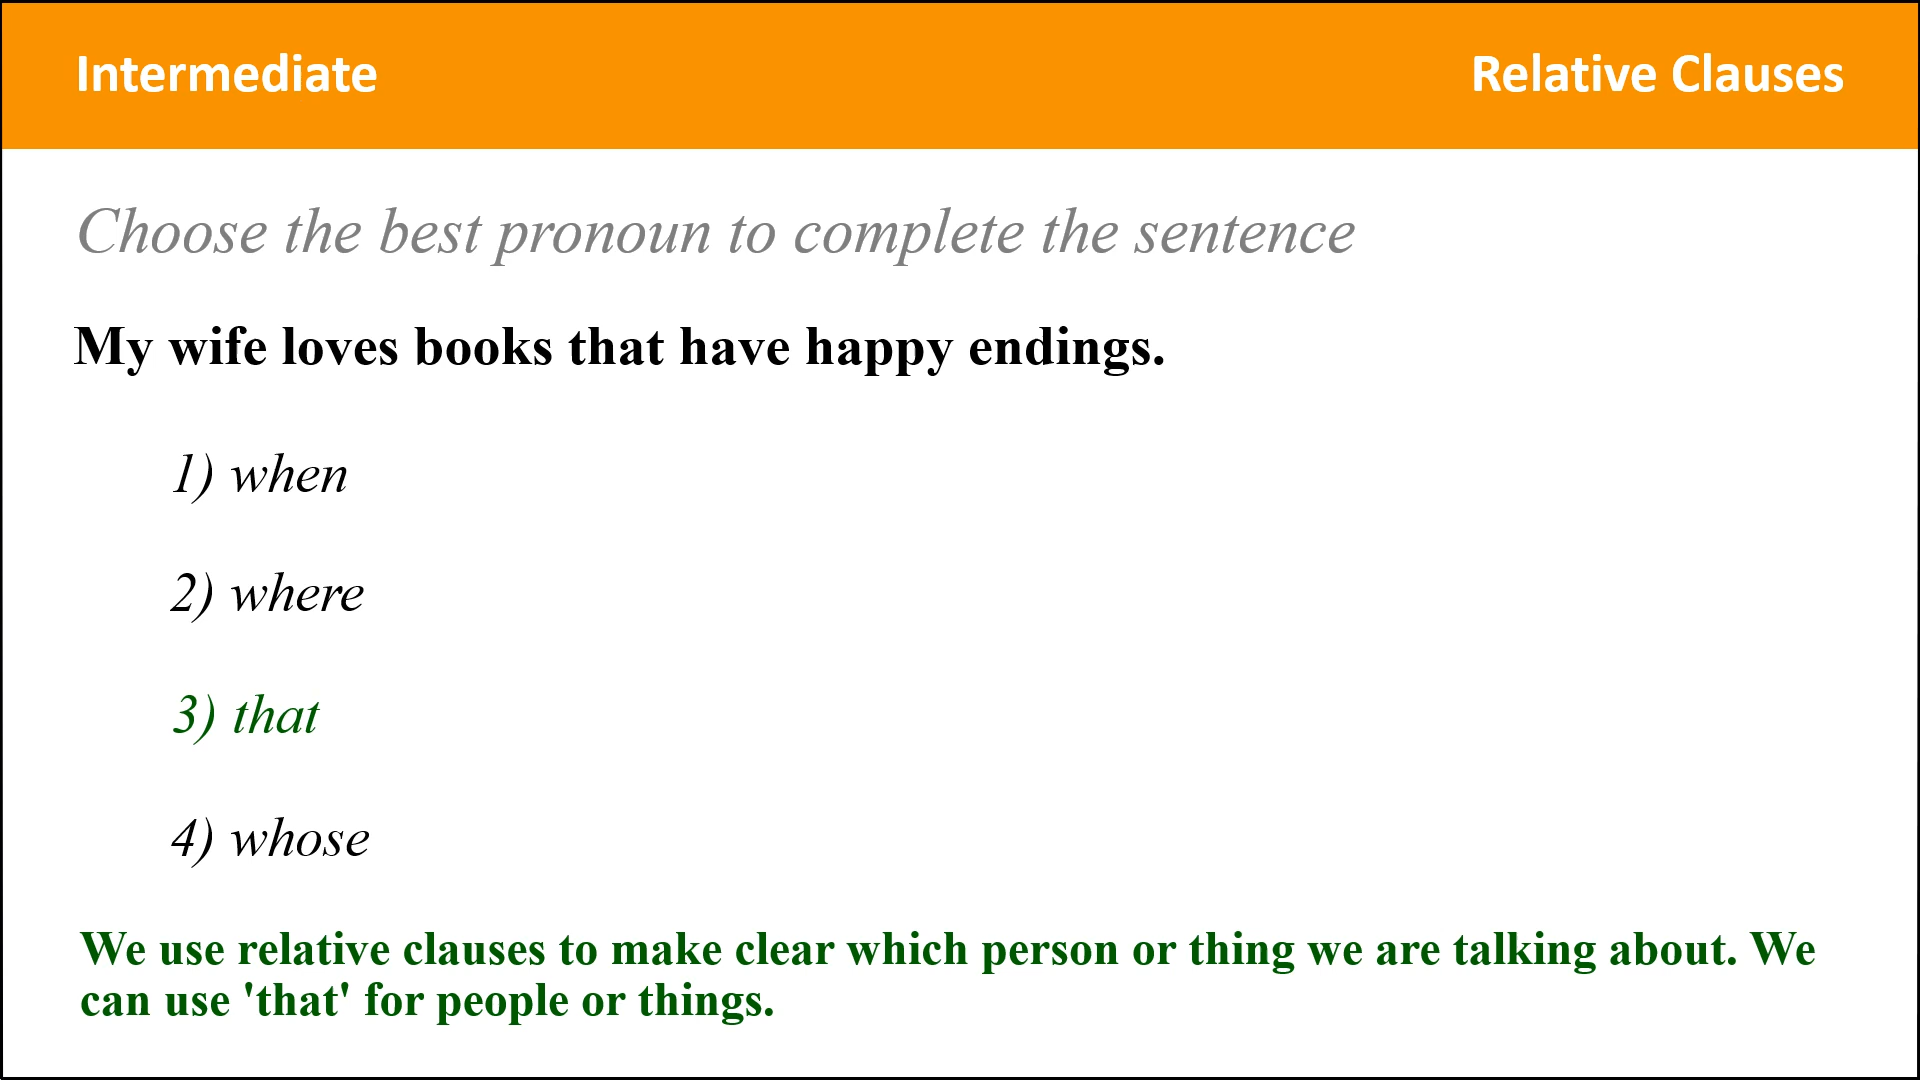 Intermediate
Relative Clauses
Choose the best pronoun to complete the sentence
My wife loves books that have happy endings.
1) when
2) where
3) that
4) whose
We use relative clauses to make clear which person or thing we are talking about. We
can use 'that' for people or things.